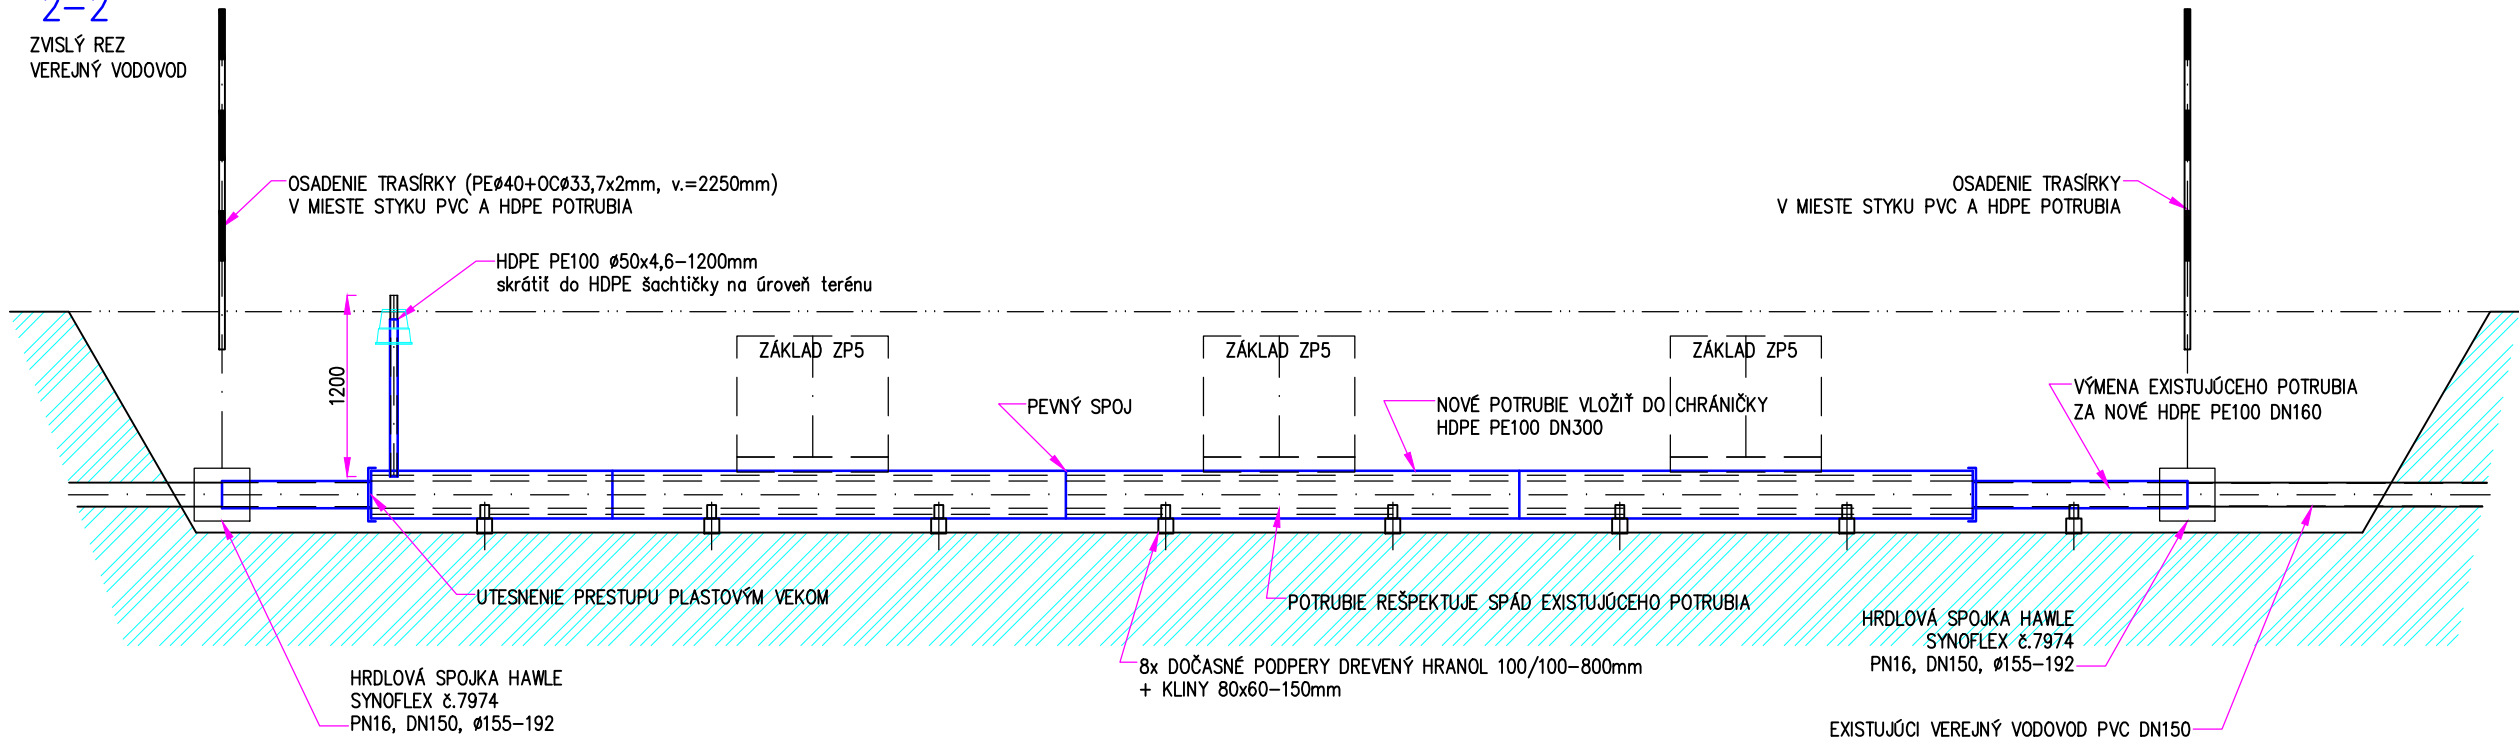 2-2
ZVISLÝ REZ
VEREJNÝ VODOVOD
OSADENIE TRASÍRKY (PEø40+OCø33,7x2mm, v.=2250mm)
V MIESTE STYKU PVC A HDPE POTRUBIA
OSADENIE TRASÍRKY
V MIESTE STYKU PVC A HDPE POTRUBIA
HDPE PE100 ø50x4,6-1200mm
skrátiť do HDPE šachtičky na úroveň terénu
1200
ZÁKLAD ZP5
ZÁKLAD ZP5
ZÁKLAD ZP5
PEVNÝ SPOJ
NOVÉ POTRUBIE VLOŽIŤ DO CHRÁNIČKY
HDPE PE100 DN300
VÝMENA EXISTUJÚCEHO POTRUBIA
ZA NOVÉ HDPE PE100 DN160
UTESNENIE PRESTUPU PLASTOVÝM VEKOM
POTRUBIE REŠPEKTUJE SPÁD EXISTUJÚCEHO POTRUBIA
HRDLOVÁ SPOJKA HAWLE
SYNOFLEX č.7974
PN16, DN150, ø155-192
8x DOČASNÉ PODPERY DREVENÝ HRANOL 100/100-800mm
+ KLINY 80x60-150mm
HRDLOVÁ SPOJKA HAWLE
SYNOFLEX č.7974
PN16, DN150, ø155-192
EXISTUJÚCI VEREJNÝ VODOVOD PVC DN150